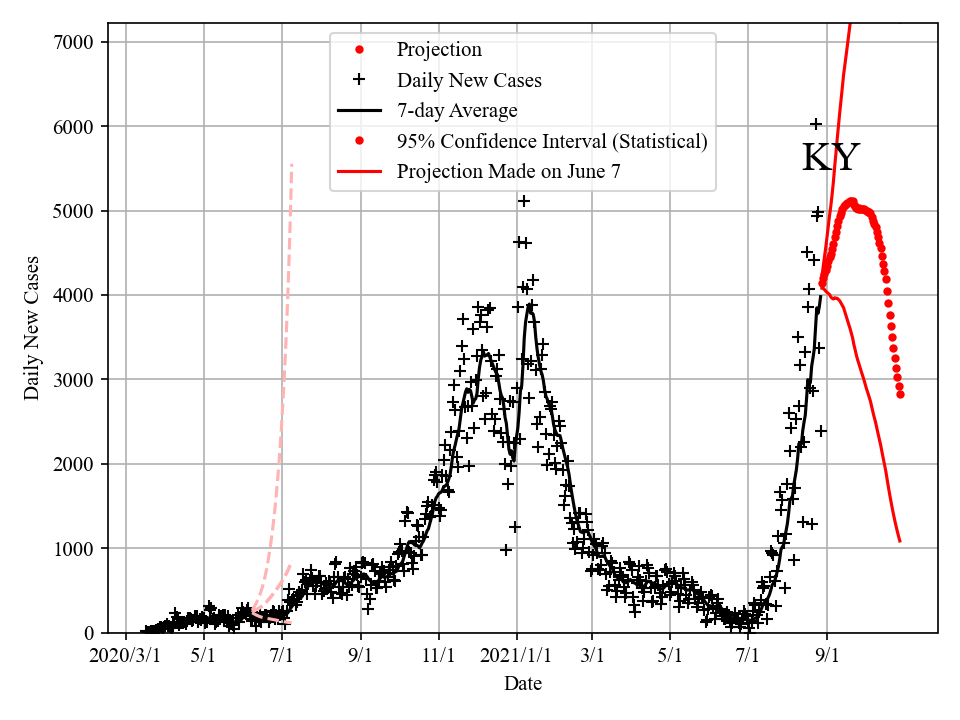 7000
6000
5000
4000
3000
2000
1000
0
Daily New Cases
Projection
Daily New Cases
7-day Average
95% Confidence Interval (Statistical)
Projection Made on June 7
KY
2020/3/1 5/1 7/1 9/1 11/1 2021/1/1 3/1 5/1 7/1 9/1
Date